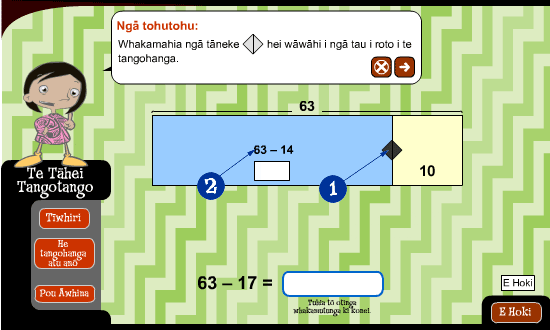 Ngā tohutohu:
Whakamahia ngā tāneke hei wāwāhi i ngā tau i roto i te
tangohanga.
63
63 – 14
10
2
1
Te Tāhei
Tangotango
Tīwhiri
He
tangohanga
atu anō
Pou Āwhina
63 – 17 =
Tuhia tō otinga
ki konei.
E Hoki
E Hoki